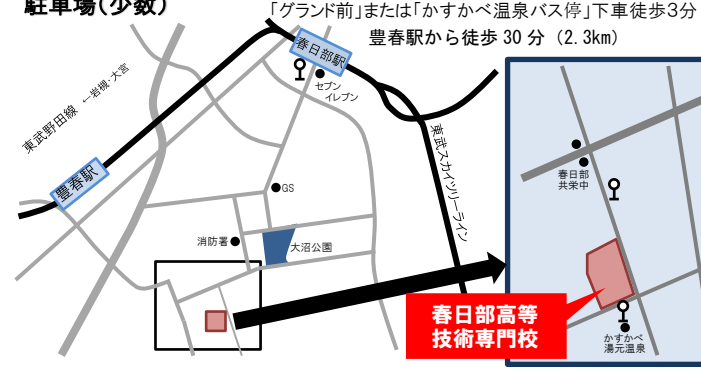 駐車場(少数)
「グランド前」または「かすかべ温泉バス停」下車徒歩3分
豊春駅から徒歩 30 分（2.3km）
春日部駅
セブン
イレブン
東武野田線 ←岩槻・大宮
豊春駅
東武スカイツリーライン
GS
消防署
大沼公園
春日部
共栄中
春日部高等
技術専門校
かすかべ
湯元温泉